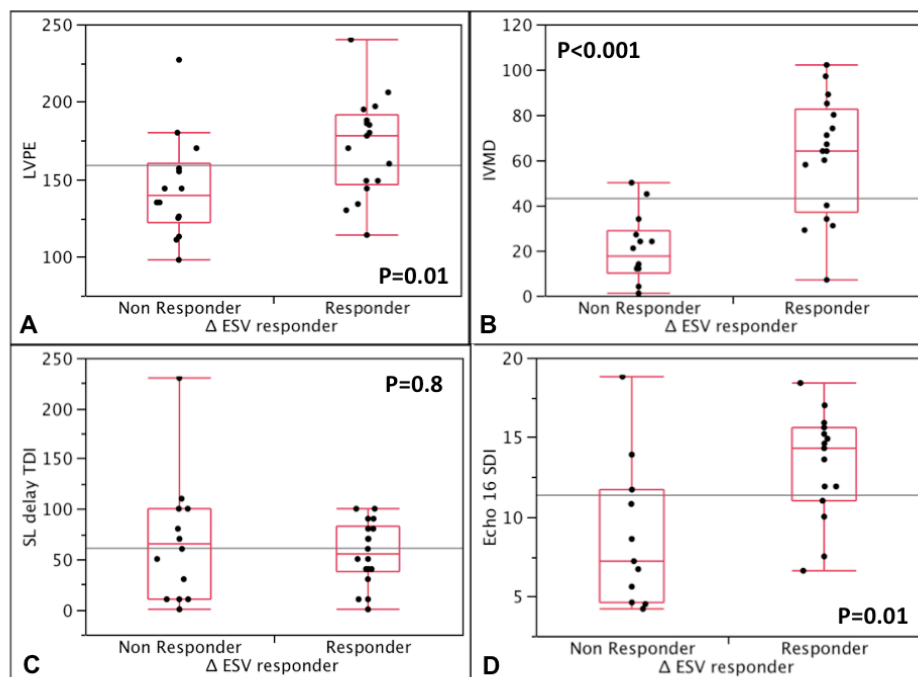 250
200
150
100
LVPE
P=0.01
Non Responder
Responder
Δ ESV responder
A
P<0.001
120
100
80
60
40
20
0
IVMD
Non Responder
Responder
Δ ESV responder
B
250
200
150
100
50
0
SL delay TDI
P=0.8
Non Responder
Responder
Δ ESV responder
C
20
15
10
5
Echo 16 SDI
P=0.01
Non Responder
Responder
Δ ESV responder
D